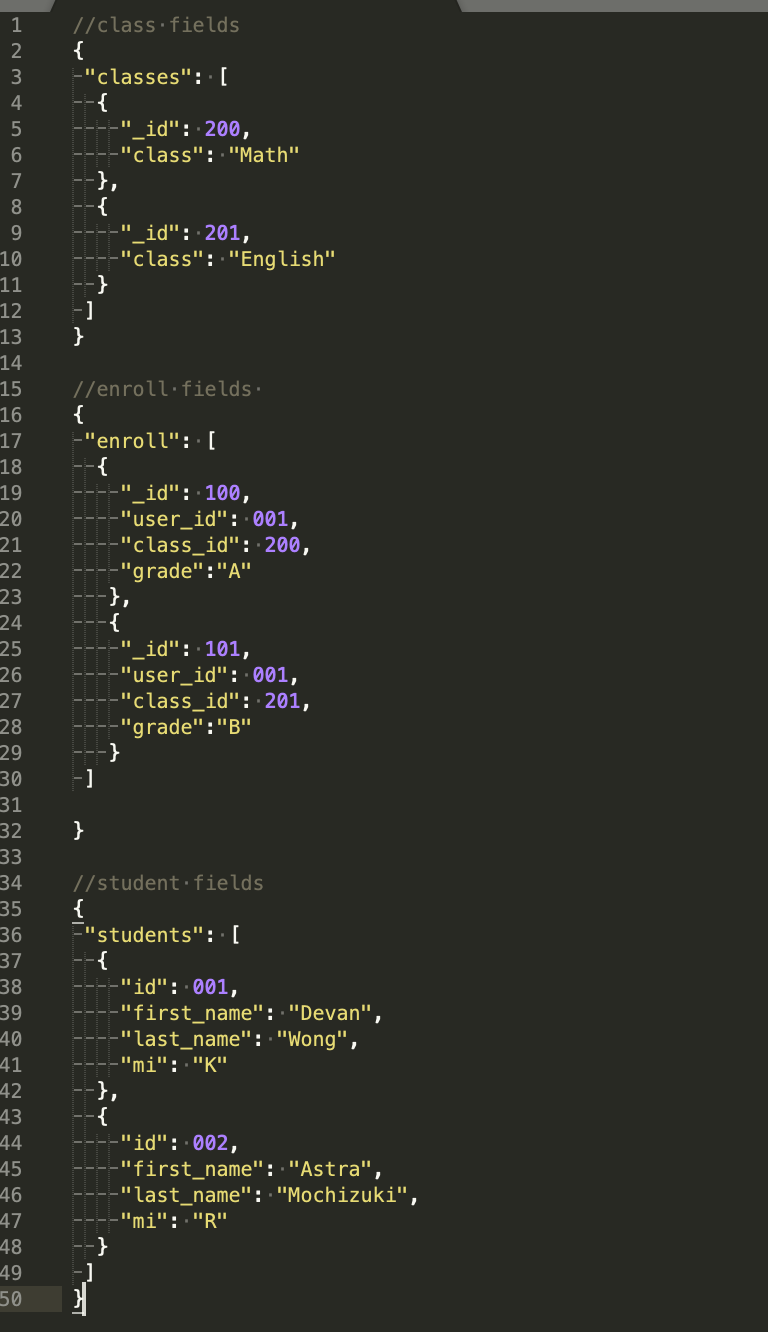 1 //class fields
2 {
3 "classes": [
4 {
5 "_id": 200,
6 "class": "Math"
7 },
8 {
9 "_id": 201,
10 "class": "English"
11 }
12 ]
13 }
14
15 //enroll fields
16 {
17 "enroll": [
18 {
19 "_id": 100,
20 "user_id": 001,
21 "class_id": 200,
22 "grade":"A"
23 },
24 {
25 "_id": 101,
26 "user_id": 001,
27 "class_id": 201,
28 "grade":"B"
29 }
30 ]
31
32 }
33
34 //student fields
35 {
36 "students": [
37 {
38 "id": 001,
39 "first_name": "Devan",
40 "last_name": "Wong",
41 "mi": "K"
42 },
43 {
44 "id": 002,
45 "first_name": "Astra",
46 "last_name": "Mochizuki",
47 "mi": "R"
48 }
49 ]
50 }